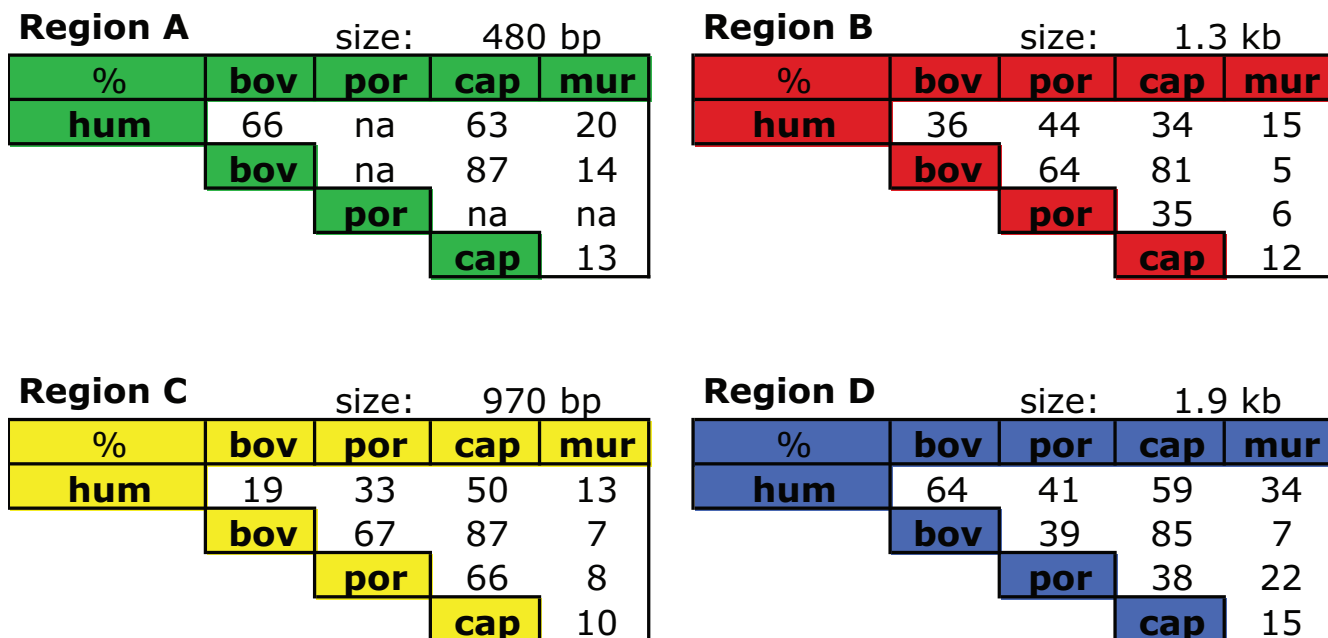 Region A size: 480 bp
% bov por cap mur
hum 66 na 63 20
bov na 87 14
por na na
cap 13
Region B size: 1.3 kb
% bov por cap mur
hum 36 44 34 15
bov 64 81 5
por 35 6
cap 12
Region C size: 970 bp
% bov por cap mur
hum 19 33 50 13
bov 67 87 7
por 66 8
cap 10
Region D size: 1.9 kb
% bov por cap mur
hum 64 41 59 34
bov 39 85 7
por 38 22
cap 15